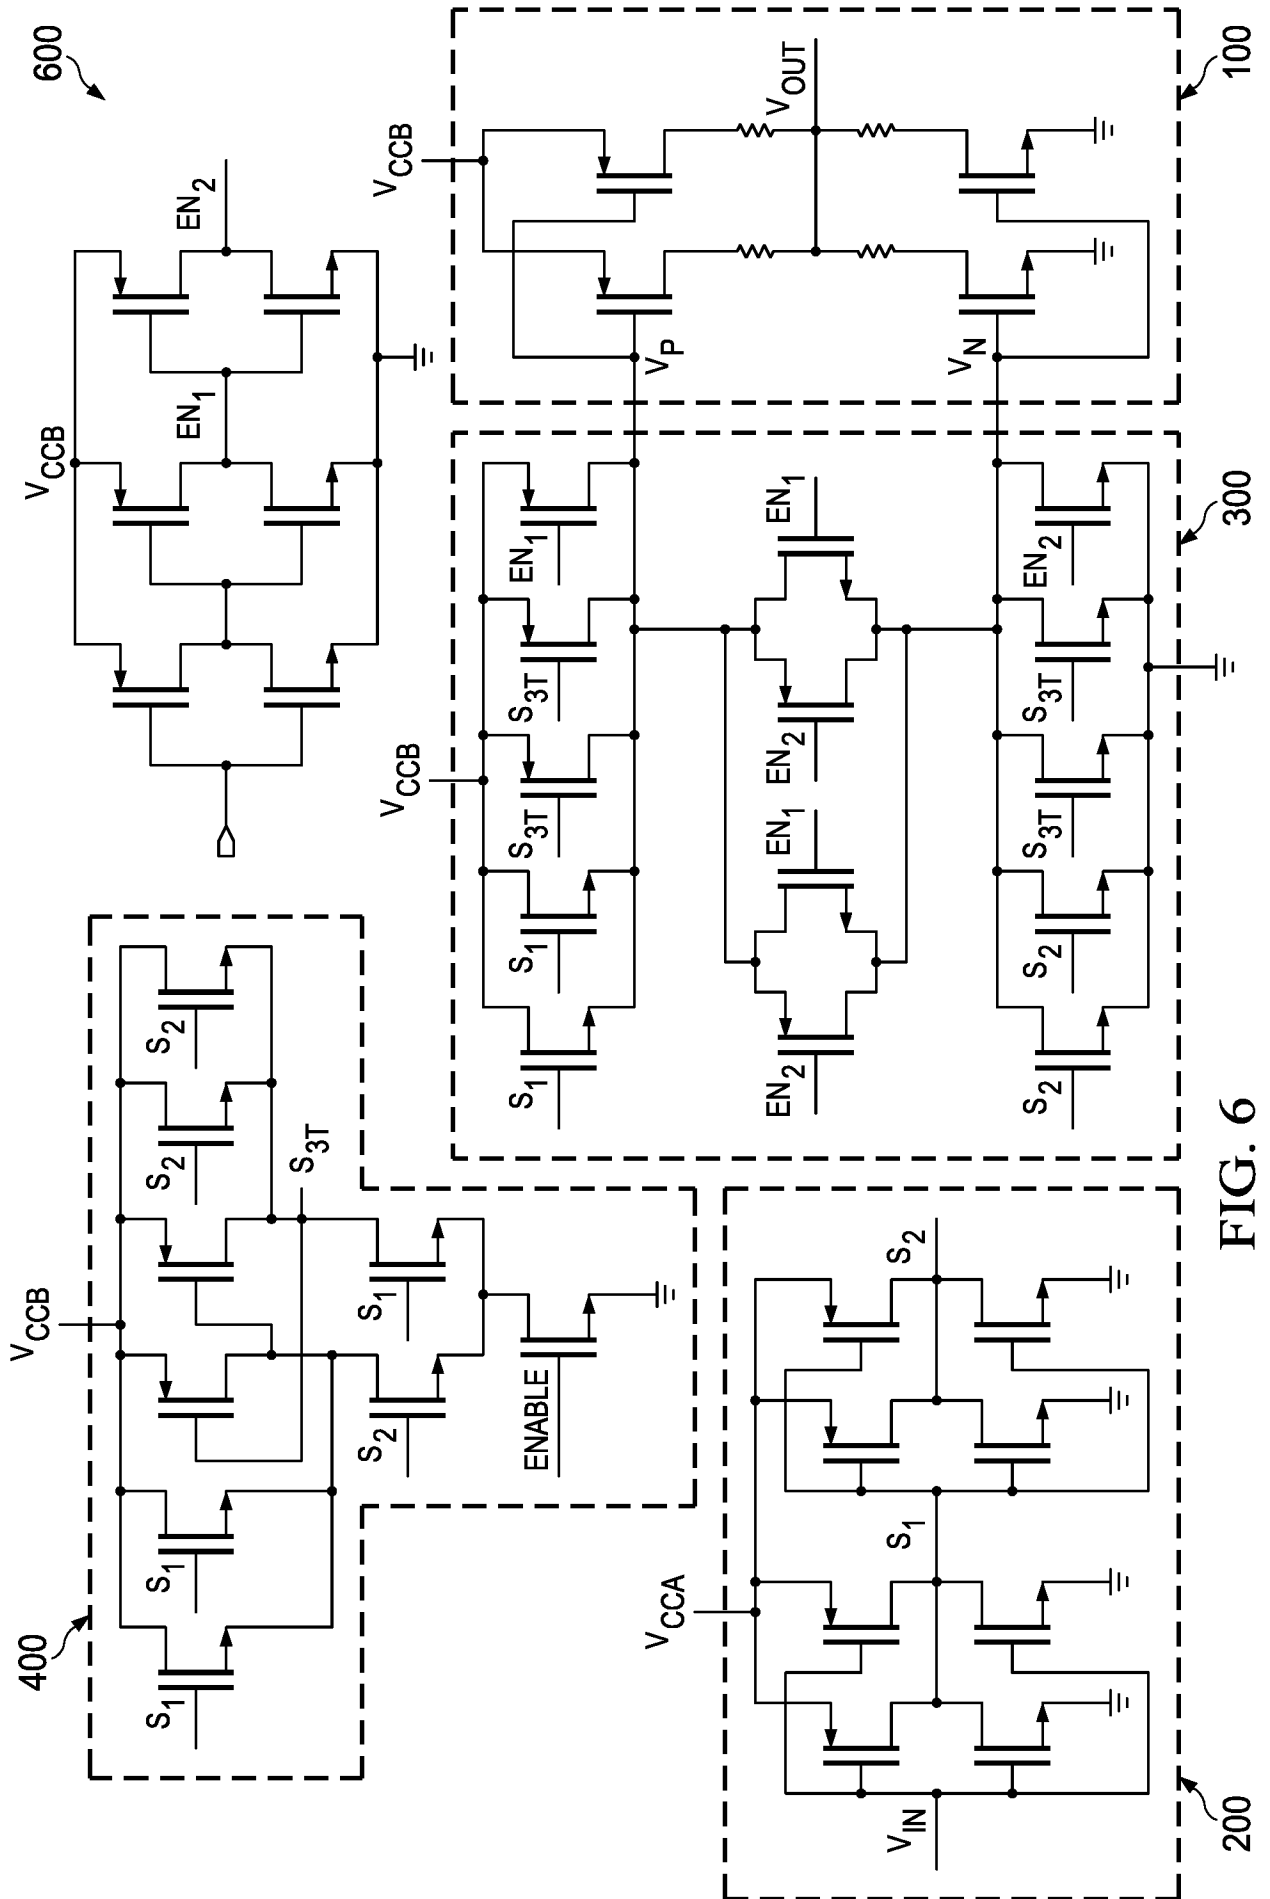 600
V_CCB
EN_1
EN_2
400
V_CCB
S_1
S_1
S_2
S_2
S_3T
S_2
S_1
ENABLE
200
V_CCA
V_IN
S_1
S_2
300
V_CCB
S_1
S_1
S_3T
S_3T
EN_1
EN_2
EN_1
EN_2
EN_1
S_2
S_2
S_3T
S_3T
EN_2
100
V_CCB
V_P
V_OUT
V_N
FIG. 6